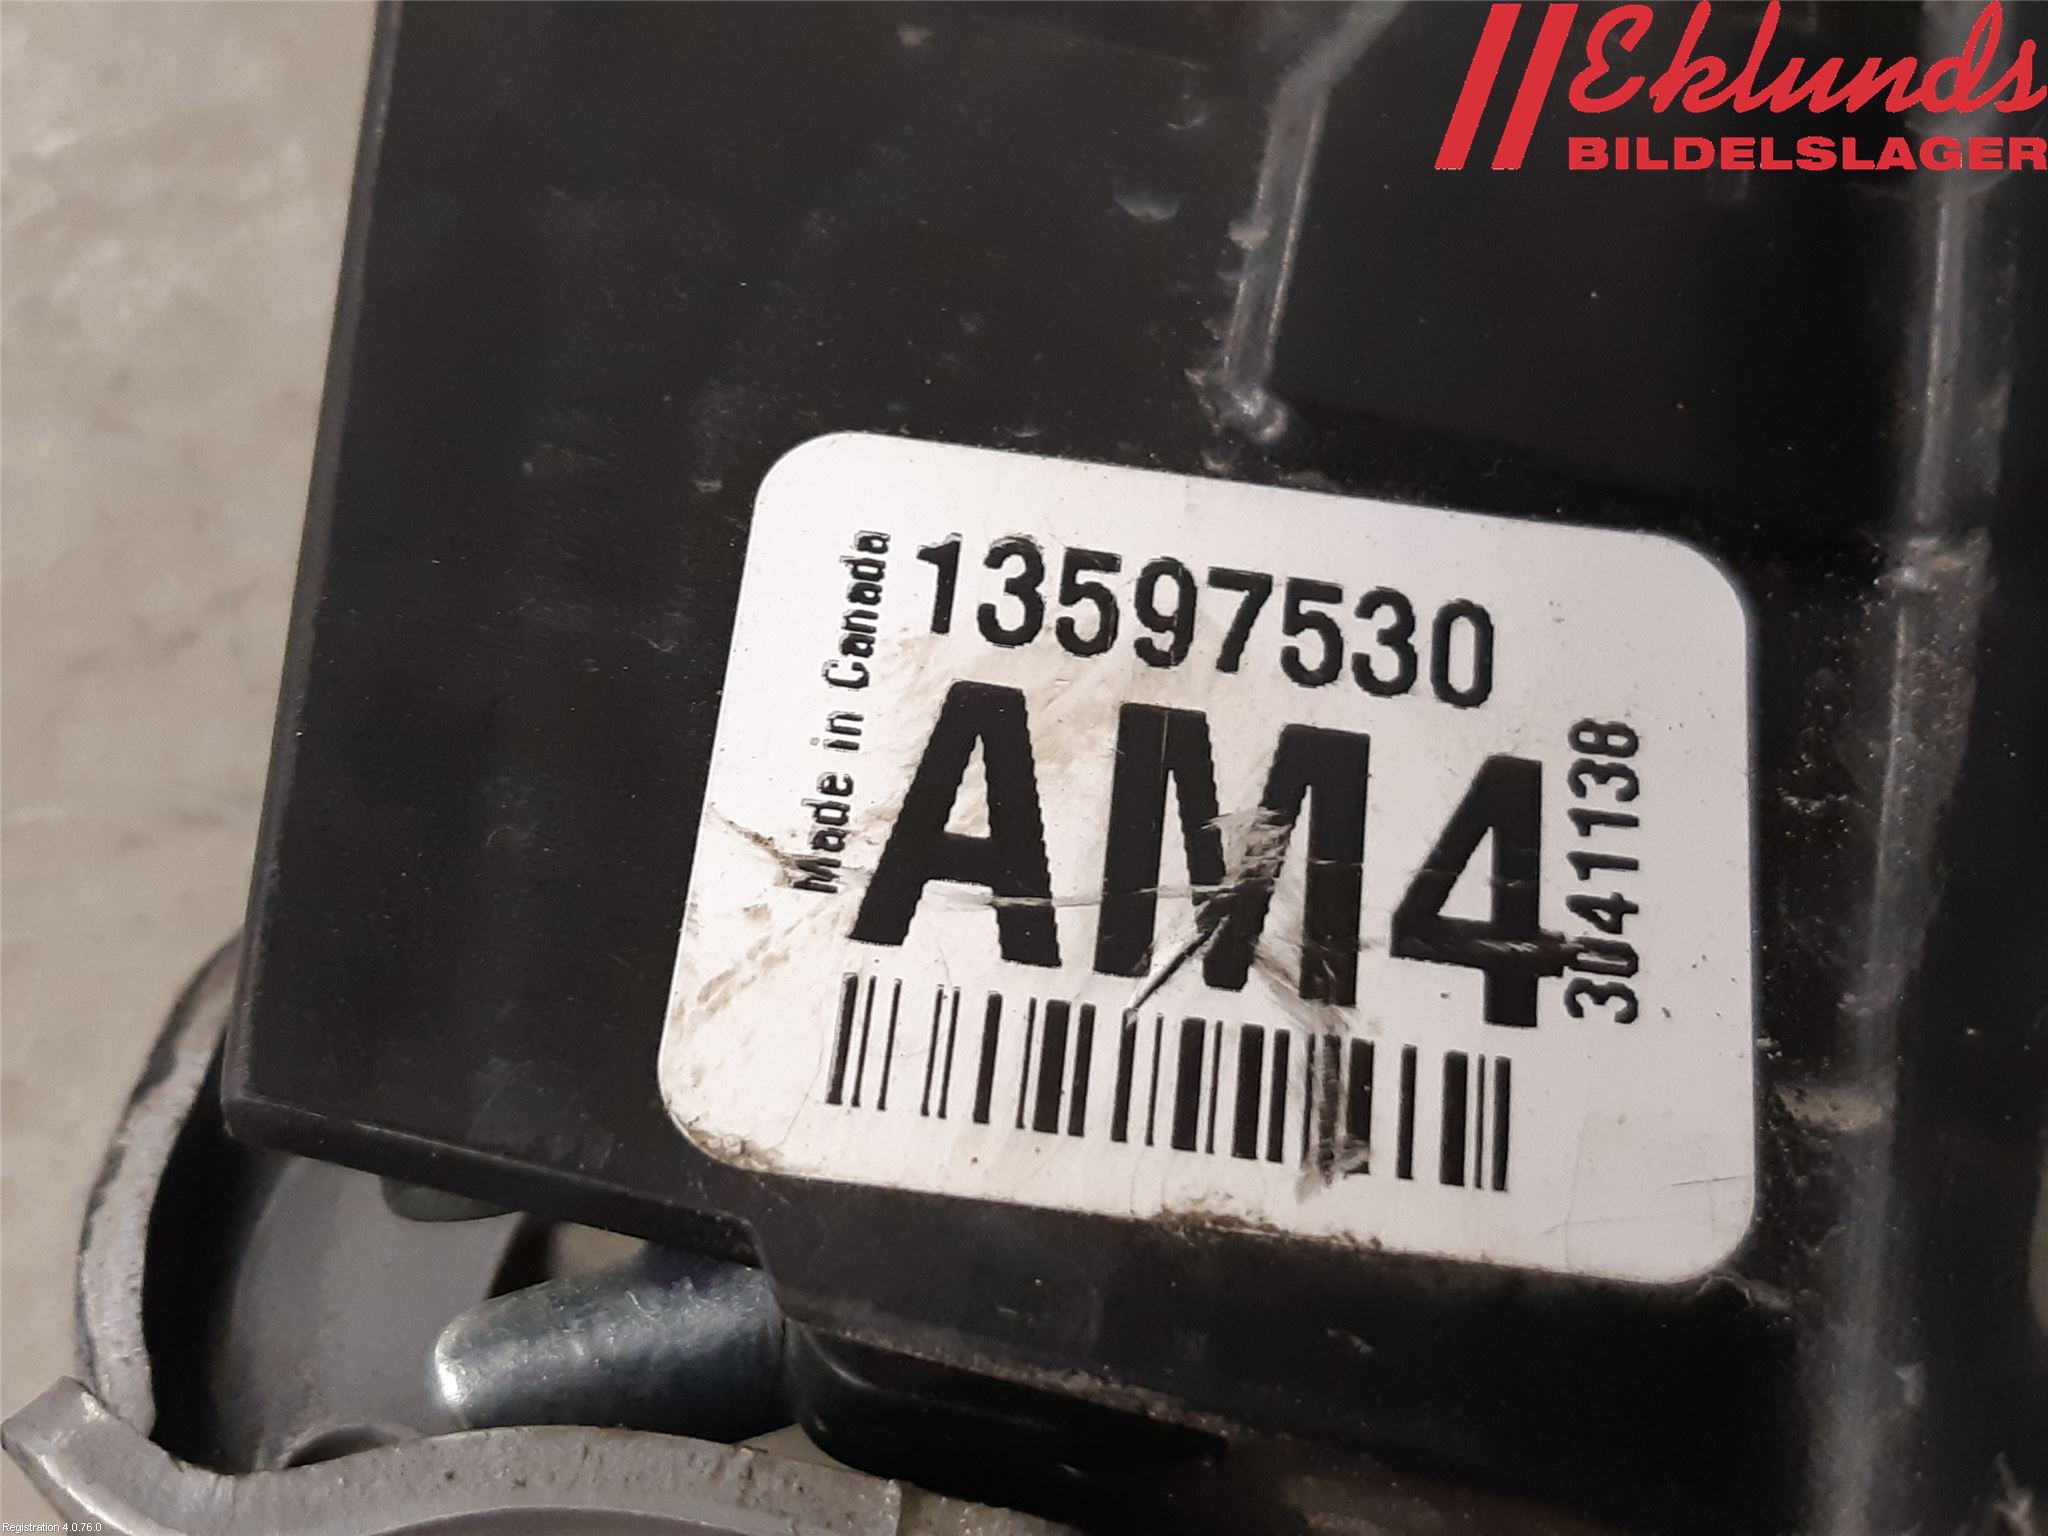 Eklunds
BILDELSLAGER
Made in Canada
13597530
AM4
3041138
Registration 4.0.76.0